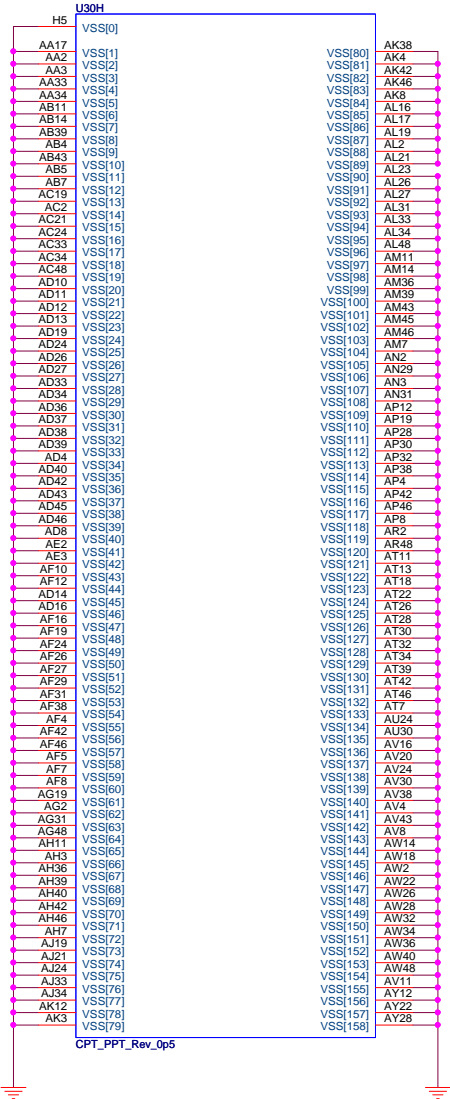 U30H
H5 VSS[0]
AA17 VSS[1] VSS[80] AK38
AA2 VSS[2] VSS[81] AK4
AA3 VSS[3] VSS[82] AK42
AA33 VSS[4] VSS[83] AK46
AA34 VSS[5] VSS[84] AK8
AB11 VSS[6] VSS[85] AL16
AB14 VSS[7] VSS[86] AL17
AB39 VSS[8] VSS[87] AL19
AB4 VSS[9] VSS[88] AL2
AB43 VSS[10] VSS[89] AL21
AB5 VSS[11] VSS[90] AL23
AB7 VSS[12] VSS[91] AL26
AC19 VSS[13] VSS[92] AL27
AC2 VSS[14] VSS[93] AL31
AC21 VSS[15] VSS[94] AL33
AC24 VSS[16] VSS[95] AL34
AC33 VSS[17] VSS[96] AL48
AC34 VSS[18] VSS[97] AM11
AC48 VSS[19] VSS[98] AM14
AD10 VSS[20] VSS[99] AM36
AD11 VSS[21] VSS[100] AM39
AD12 VSS[22] VSS[101] AM43
AD13 VSS[23] VSS[102] AM45
AD19 VSS[24] VSS[103] AM46
AD24 VSS[25] VSS[104] AM7
AD26 VSS[26] VSS[105] AN2
AD27 VSS[27] VSS[106] AN29
AD33 VSS[28] VSS[107] AN3
AD34 VSS[29] VSS[108] AN31
AD36 VSS[30] VSS[109] AP12
AD37 VSS[31] VSS[110] AP19
AD38 VSS[32] VSS[111] AP28
AD39 VSS[33] VSS[112] AP30
AD4 VSS[34] VSS[113] AP32
AD40 VSS[35] VSS[114] AP38
AD42 VSS[36] VSS[115] AP4
AD43 VSS[37] VSS[116] AP42
AD45 VSS[38] VSS[117] AP46
AD46 VSS[39] VSS[118] AP8
AD8 VSS[40] VSS[119] AR2
AE2 VSS[41] VSS[120] AR48
AE3 VSS[42] VSS[121] AT11
AF10 VSS[43] VSS[122] AT13
AF12 VSS[44] VSS[123] AT18
AD14 VSS[45] VSS[124] AT22
AD16 VSS[46] VSS[125] AT26
AF16 VSS[47] VSS[126] AT28
AF19 VSS[48] VSS[127] AT30
AF24 VSS[49] VSS[128] AT32
AF26 VSS[50] VSS[129] AT34
AF27 VSS[51] VSS[130] AT39
AF29 VSS[52] VSS[131] AT42
AF31 VSS[53] VSS[132] AT46
AF38 VSS[54] VSS[133] AT7
AF4 VSS[55] VSS[134] AU24
AF42 VSS[56] VSS[135] AU30
AF46 VSS[57] VSS[136] AV16
AF5 VSS[58] VSS[137] AV20
AF7 VSS[59] VSS[138] AV24
AF8 VSS[60] VSS[139] AV30
AG19 VSS[61] VSS[140] AV38
AG2 VSS[62] VSS[141] AV4
AG31 VSS[63] VSS[142] AV43
AG48 VSS[64] VSS[143] AV8
AH11 VSS[65] VSS[144] AW14
AH3 VSS[66] VSS[145] AW18
AH36 VSS[67] VSS[146] AW2
AH39 VSS[68] VSS[147] AW22
AH40 VSS[69] VSS[148] AW26
AH42 VSS[70] VSS[149] AW28
AH46 VSS[71] VSS[150] AW32
AH7 VSS[72] VSS[151] AW34
AJ19 VSS[73] VSS[152] AW36
AJ21 VSS[74] VSS[153] AW40
AJ24 VSS[75] VSS[154] AW48
AJ33 VSS[76] VSS[155] AV11
AJ34 VSS[77] VSS[156] AY12
AK12 VSS[78] VSS[157] AY22
AK3 VSS[79] VSS[158] AY28
CPT_PPT_Rev_0p5